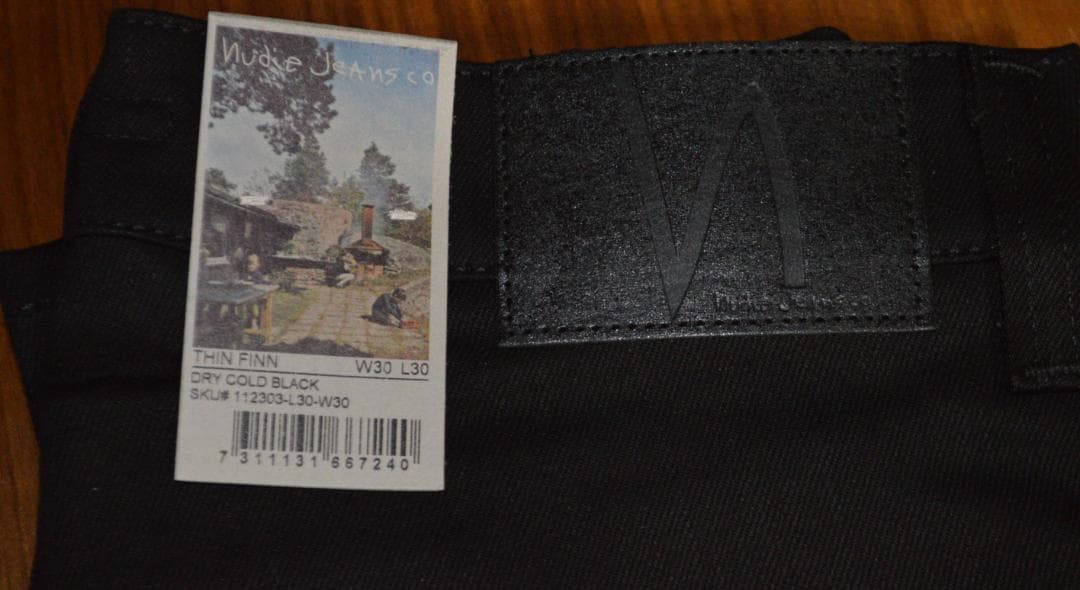 nudie Jeans co
THIN FINN W30 L30
DRY COLD BLACK
SKU# 112303-L30-W30
7 311131 667240
nudie Jeans co